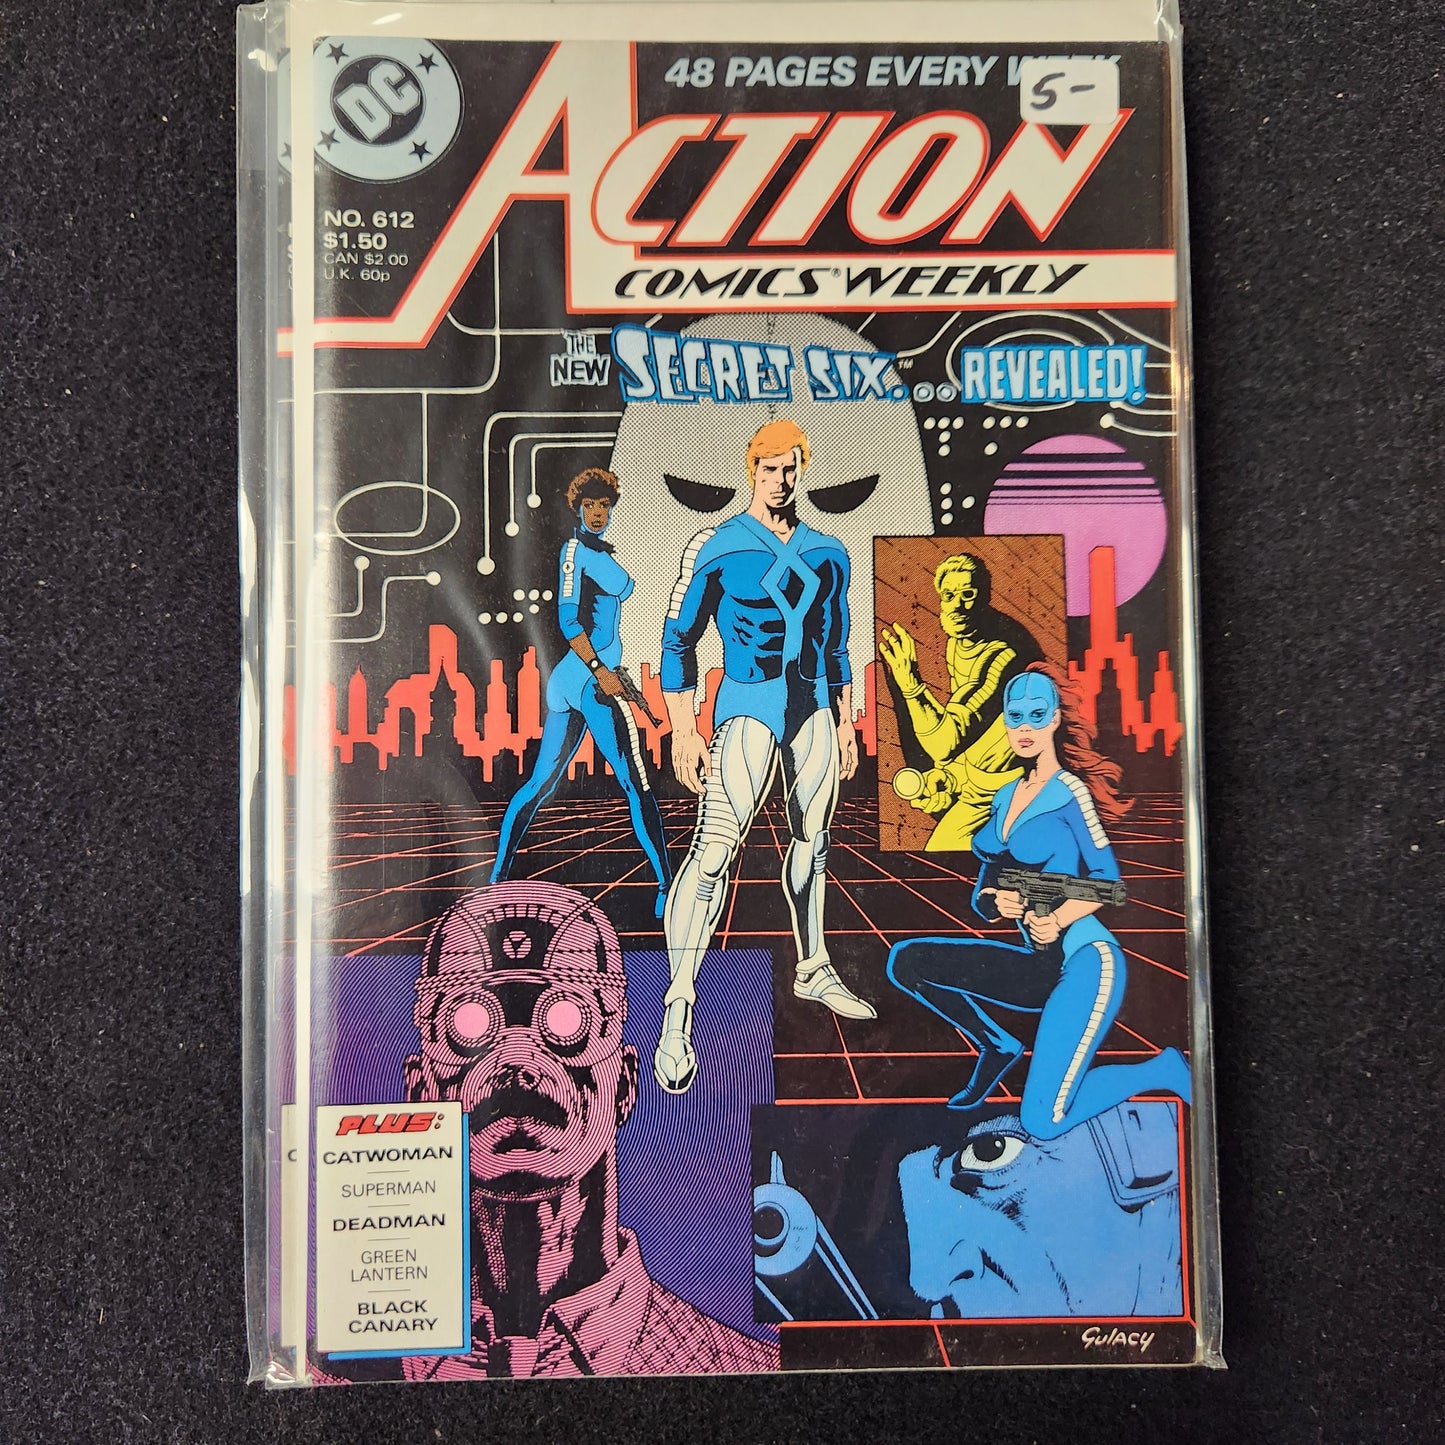 DC
48 PAGES EVERY
5-
ACTION
COMICS® WEEKLY
NO. 612
$1.50
CAN $2.00
U.K. 60p
THE NEW SECRET SIX™... REVEALED!
PLUS:
CATWOMAN
SUPERMAN
DEADMAN
GREEN
LANTERN
BLACK
CANARY
GULACY